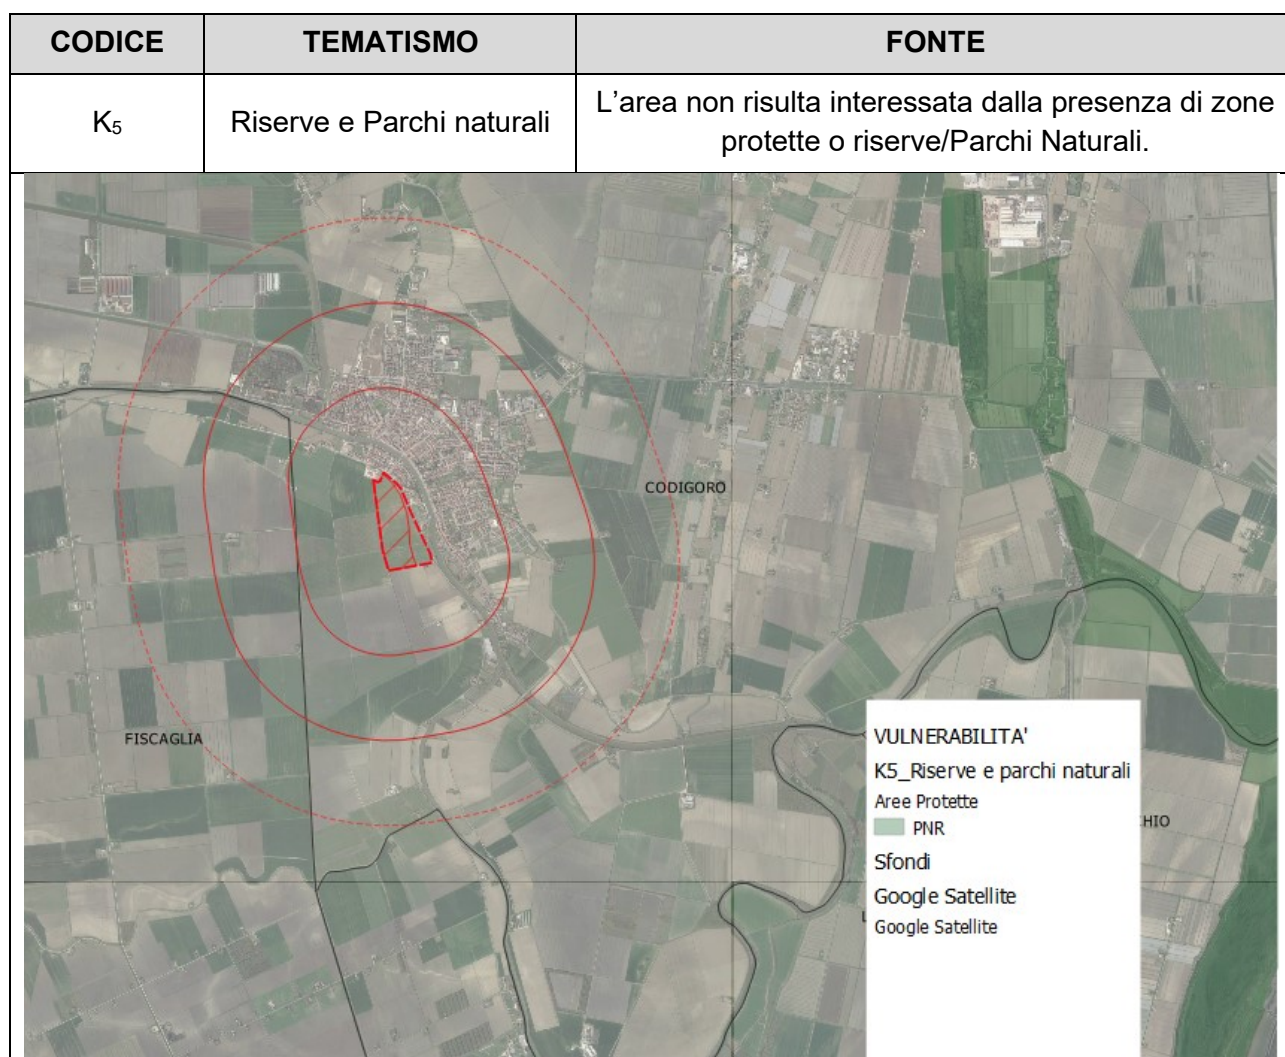 CODICE TEMATISMO FONTE
K5 Riserve e Parchi naturali L’area non risulta interessata dalla presenza di zone
protette o riserve/Parchi Naturali.
CODIGORO
FISCAGLIA
VULNERABILITA'
K5_Riserve e parchi naturali
Aree Protette
PNR
CHIO
Sfondi
Google Satellite
Google Satellite